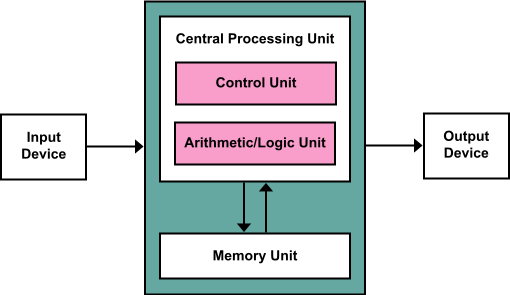 Central Processing Unit
Control Unit
Arithmetic/Logic Unit
Input
Device
Output
Device
Memory Unit